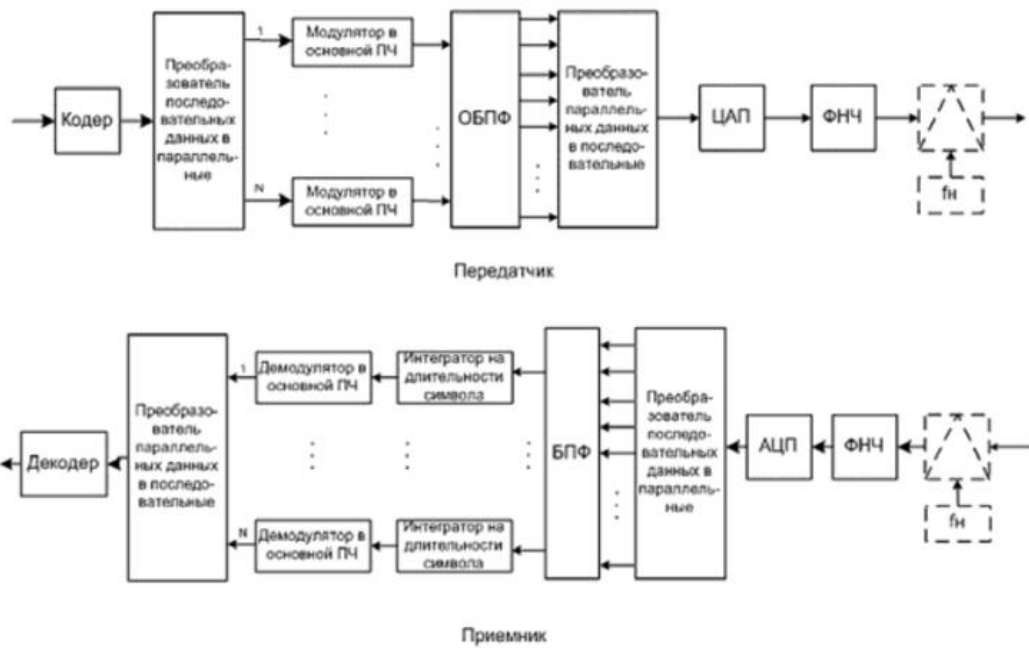 Кодер
Преобра-
зователь
последо-
вательных
данных в
параллель-
ные
1
Модулятор в
основной ПЧ
N
Модулятор в
основной ПЧ
ОБПФ
Преобразо-
ватель
параллель-
ных данных
в последо-
вательные
ЦАП
ФНЧ
fн
Передатчик
Декодер
Преобразо-
ватель
параллель-
ных данных
в последо-
вательные
1
Демодулятор в
основной ПЧ
Интегратор на
длительности
символа
N
Демодулятор в
основной ПЧ
Интегратор на
длительности
символа
БПФ
Преобра-
зователь
последо-
вательных
данных в
параллель-
ные
АЦП
ФНЧ
fн
Приемник